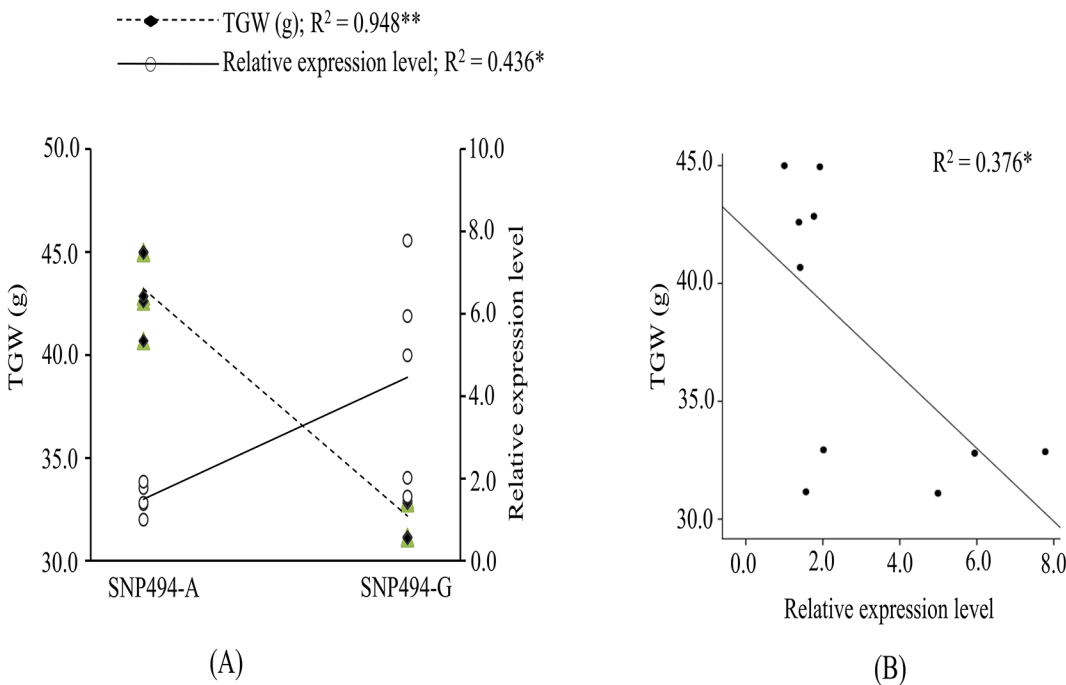 TGW (g); R² = 0.948**
Relative expression level; R² = 0.436*
50.0
45.0
40.0
35.0
30.0
TGW (g)
10.0
8.0
6.0
4.0
2.0
0.0
Relative expression level
SNP494-A
SNP494-G
(A)
R² = 0.376*
45.0
40.0
35.0
30.0
TGW (g)
0.0 2.0 4.0 6.0 8.0
Relative expression level
(B)